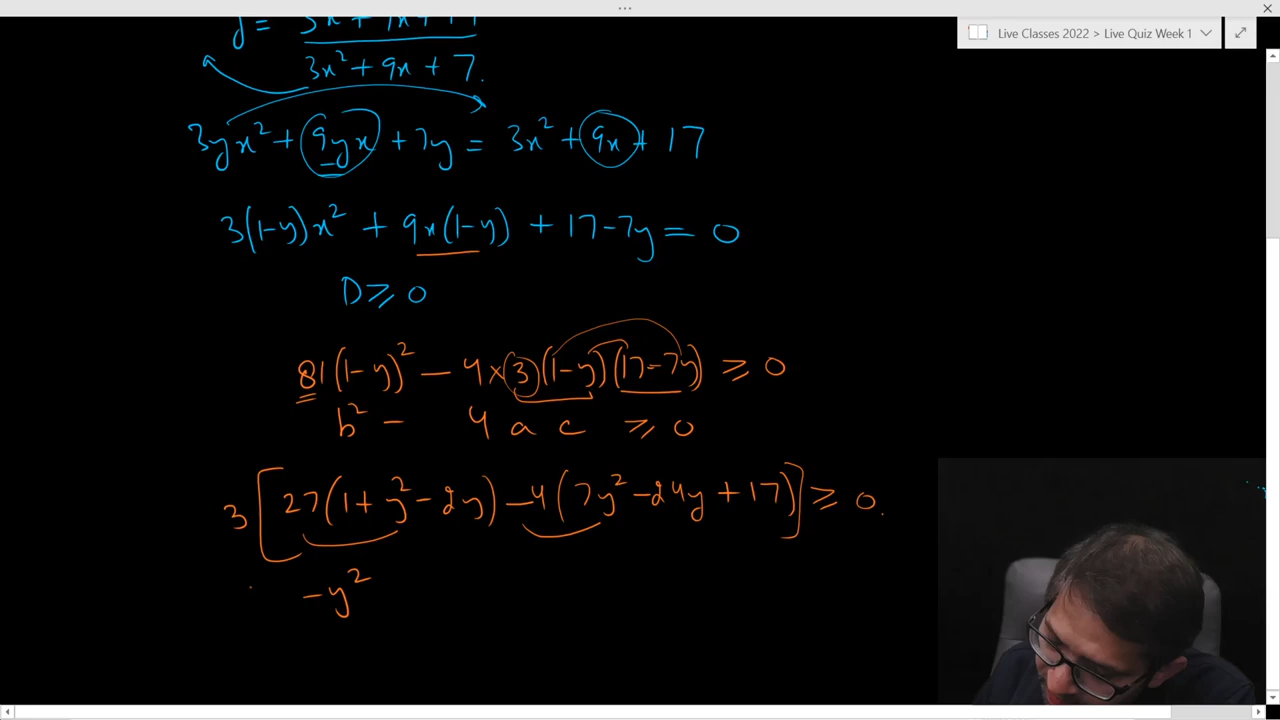 Live Classes 2022 > Live Quiz Week 1
y =
3x² + 9x + 7.
3yx² + 9yx + 7y = 3x² + 9x + 17
3(1-y)x² + 9x(1-y) + 17-7y = 0
D ≥ 0
81(1-y)² - 4×3(1-y)(17-7y) ≥ 0
b² - 4 a c ≥ 0
3[27(1+y²-2y) -4(7y²-24y+17)] ≥ 0.
-y²